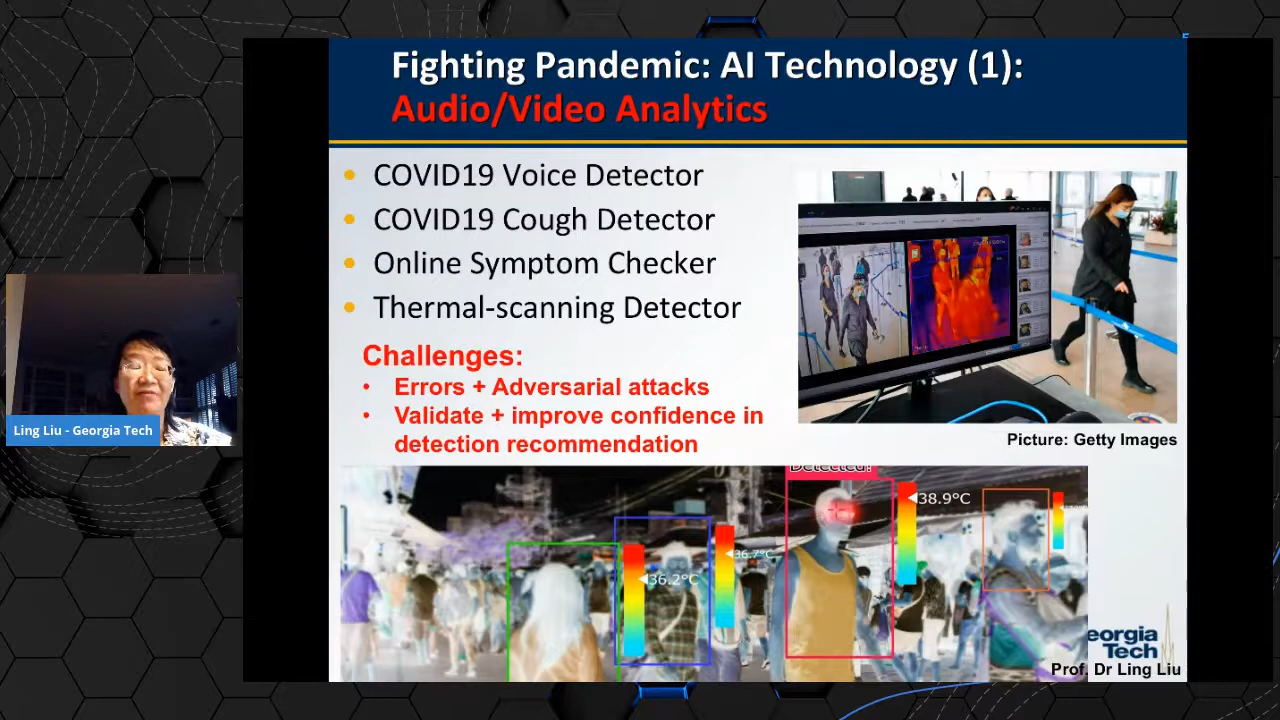 Fighting Pandemic: AI Technology (1):
Audio/Video Analytics
• COVID19 Voice Detector
• COVID19 Cough Detector
• Online Symptom Checker
• Thermal-scanning Detector
Challenges:
• Errors + Adversarial attacks
• Validate + improve confidence in
detection recommendation
Picture: Getty Images
Ling Liu - Georgia Tech
Detected!
38.9°C
36.7°C
36.2°C
eorgia
Tech
Prof. Dr Ling Liu